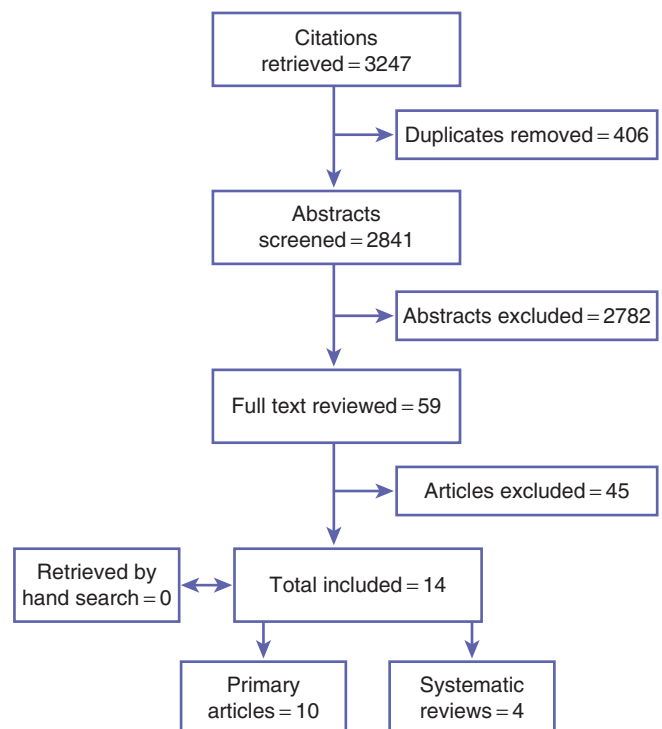 Citations
retrieved = 3247
Duplicates removed = 406
Abstracts
screened = 2841
Abstracts excluded = 2782
Full text reviewed = 59
Articles excluded = 45
Retrieved by
hand search = 0
Total included = 14
Primary
articles = 10
Systematic
reviews = 4